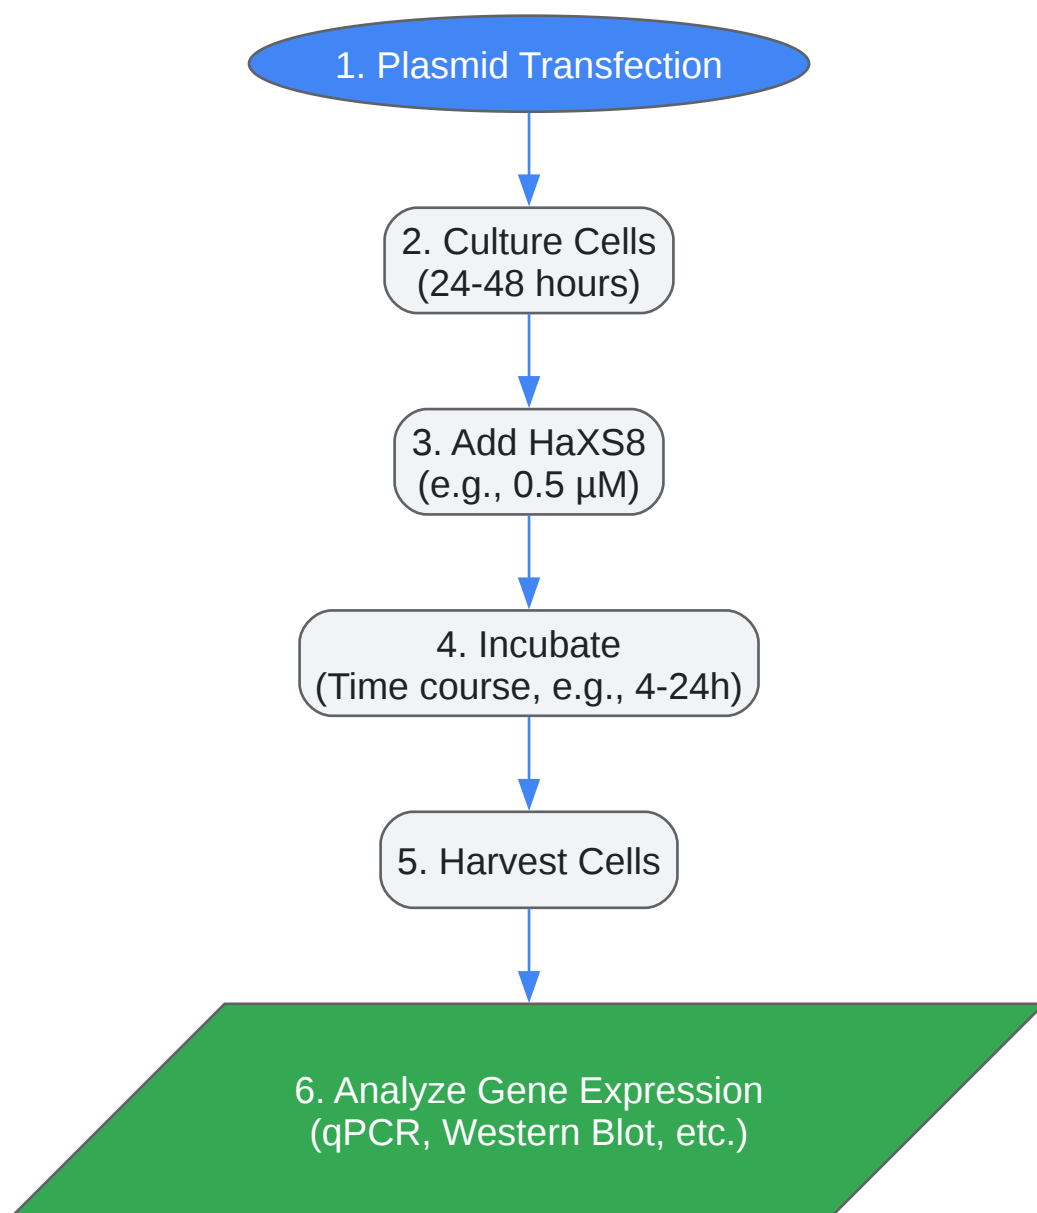 1. Plasmid Transfection
2. Culture Cells
(24-48 hours)
3. Add HaXS8
(e.g., 0.5 µM)
4. Incubate
(Time course, e.g., 4-24h)
5. Harvest Cells
6. Analyze Gene Expression
(qPCR, Western Blot, etc.)